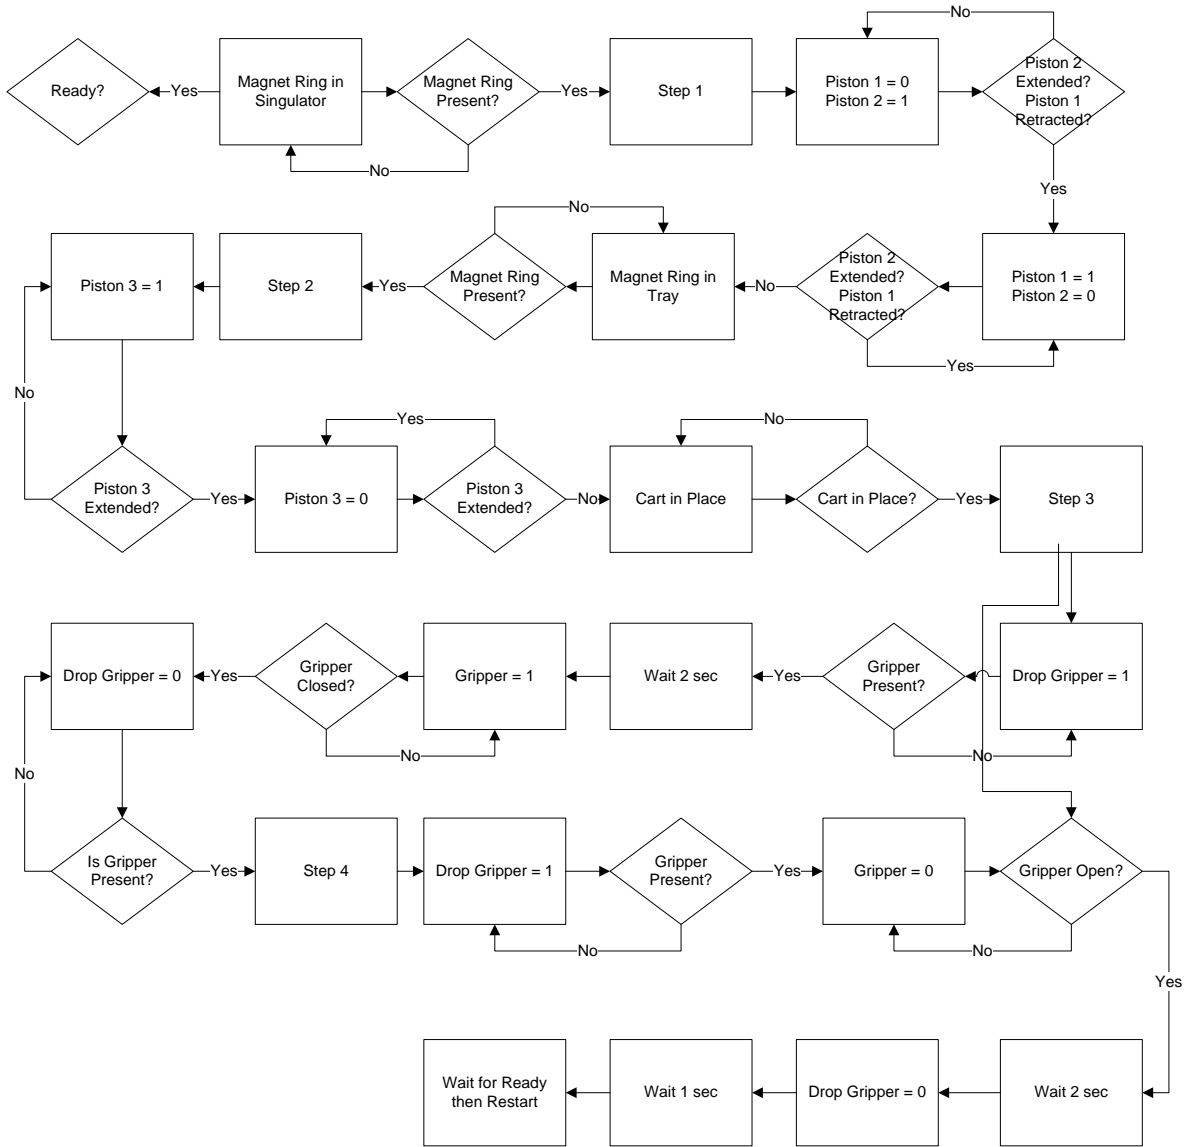 No
Ready?
Yes
Magnet Ring in
Singulator
Magnet Ring
Present?
Yes
Step 1
Piston 1 = 0
Piston 2 = 1
Piston 2
Extended?
Piston 1
Retracted?
No
Yes
No
Piston 3 = 1
Step 2
Yes
Magnet Ring
Present?
Magnet Ring in
Tray
No
Piston 2
Extended?
Piston 1
Retracted?
Piston 1 = 1
Piston 2 = 0
Yes
No
Yes
No
Piston 3
Extended?
Yes
Piston 3 = 0
Piston 3
Extended?
No
Cart in Place
Cart in Place?
Yes
Step 3
Drop Gripper = 0
Yes
Gripper
Closed?
Gripper = 1
Wait 2 sec
Yes
Gripper
Present?
Drop Gripper = 1
No
No
No
Is Gripper
Present?
Yes
Step 4
Drop Gripper = 1
Gripper
Present?
Yes
Gripper = 0
Gripper Open?
No
No
Yes
Wait for Ready
then Restart
Wait 1 sec
Drop Gripper = 0
Wait 2 sec